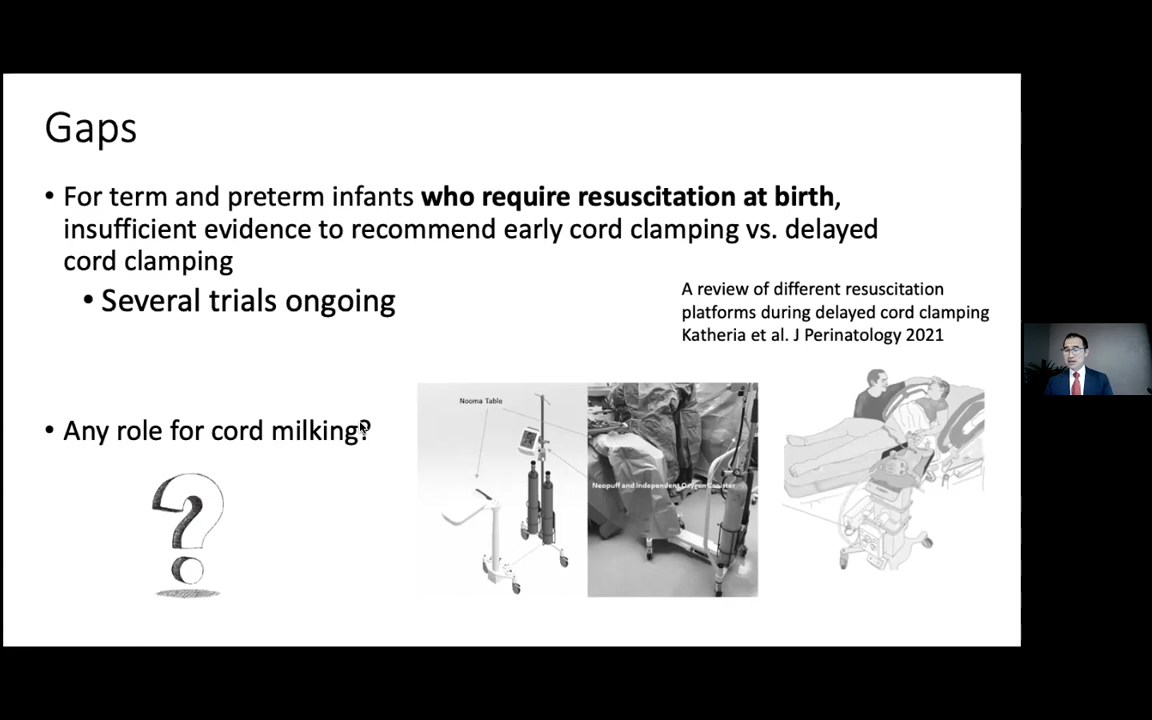 Gaps
• For term and preterm infants who require resuscitation at birth,
insufficient evidence to recommend early cord clamping vs. delayed
cord clamping
• Several trials ongoing
A review of different resuscitation
platforms during delayed cord clamping
Katheria et al. J Perinatology 2021
• Any role for cord milking?
Nooma Table
Neopuff and Independent Oxygen Canister